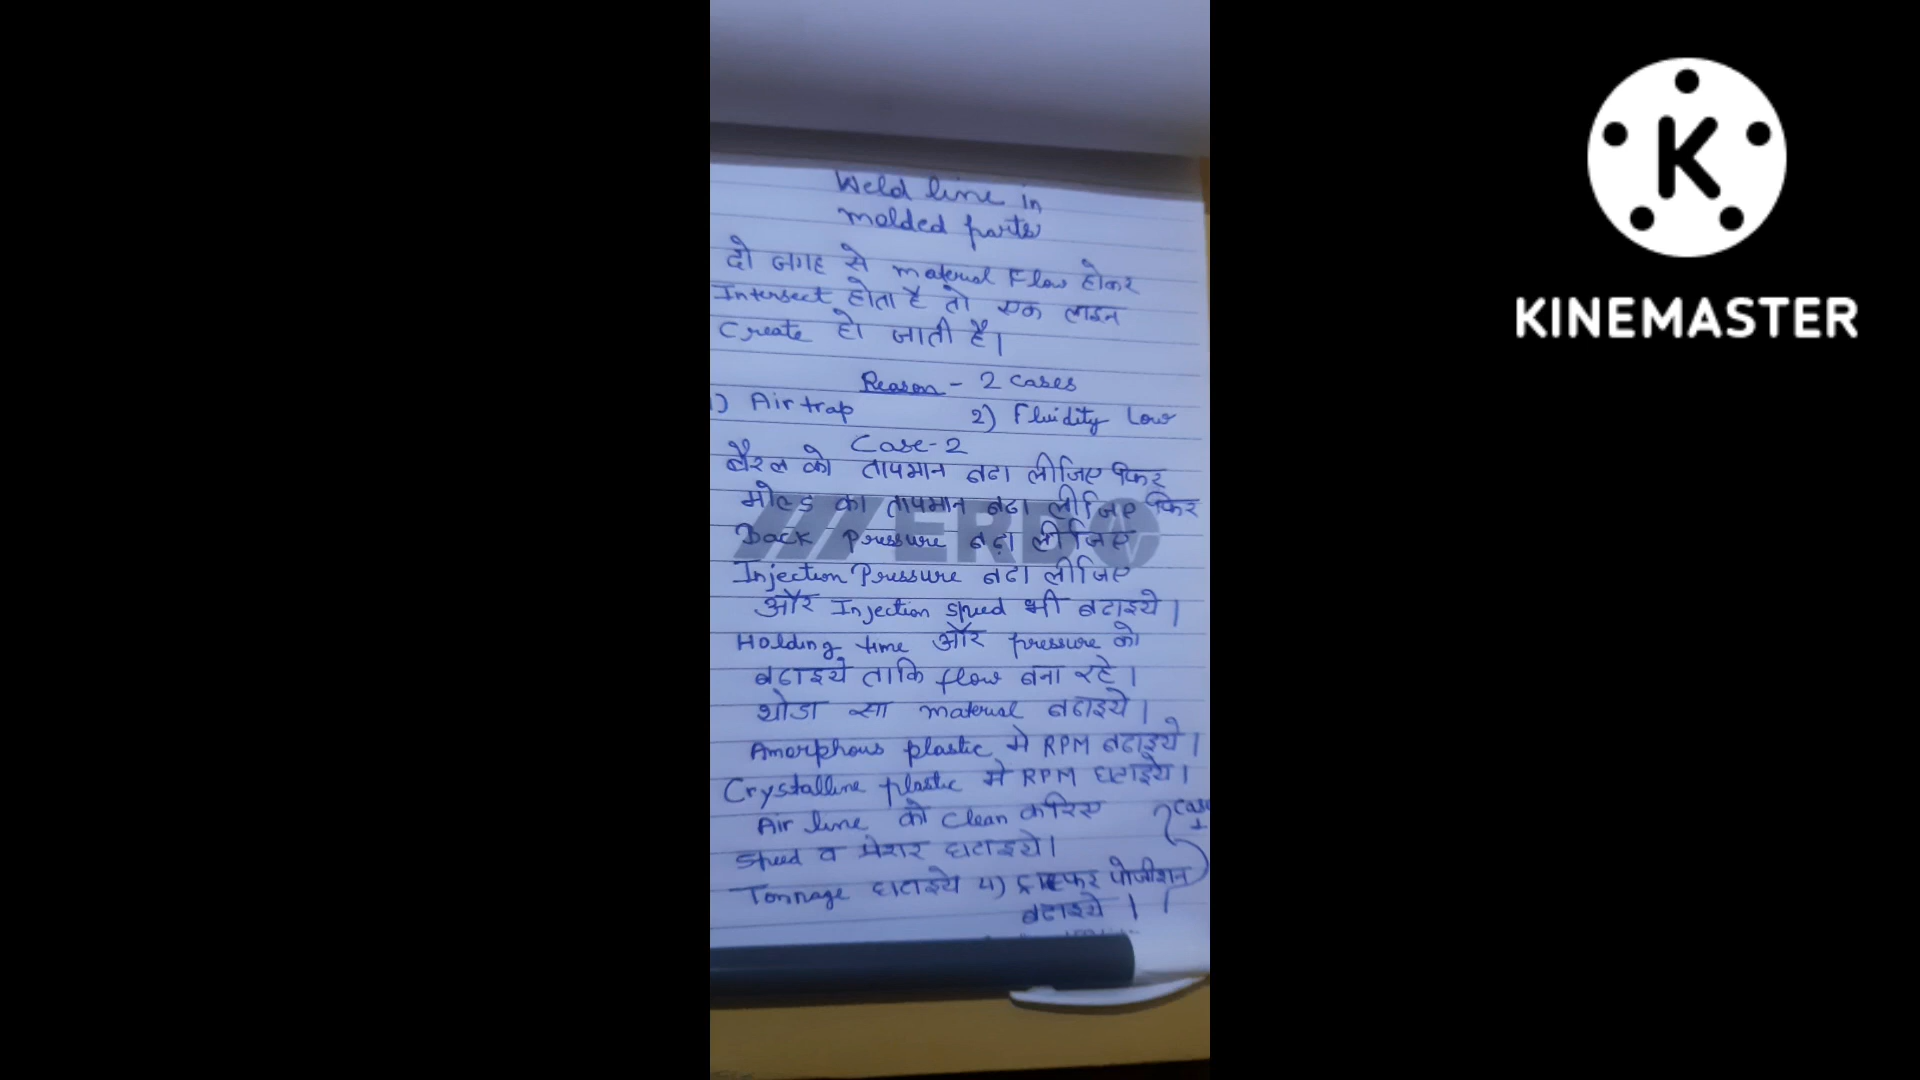 Weld line in
molded parts
दो जगह से material Flow होकर
Intersect होता है तो एक लाइन
Create हो जाती है।
Reason - 2 cases
1) Air trap 2) Fluidity Low
Case-2
बैरल को तापमान बढा लीजिए फिर
मोल्ड का तापमान बढा लीजिए फिर
Back Pressure बढ़ा लीजिए
Injection Pressure बढा लीजिए
और Injection speed भी बढाइये।
Holding time और pressure को
बढाइये ताकि flow बना रहे।
थोडा सा material बढाइये।
Amorphous plastic मे RPM बढाइये।
Crystalline plastic मे RPM घटाइये।
Air line को clean करिए
Case 1
speed व प्रेशर घटाइये।
Tonnage घटाइये 4) पोजीशन
बढाइये।
K
KINEMASTER